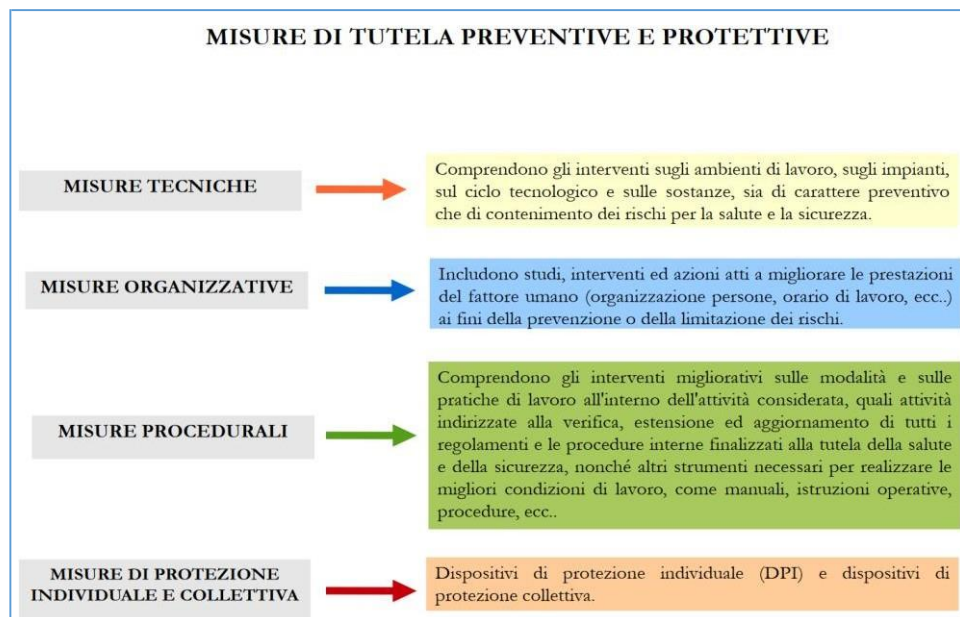 MISURE DI TUTELA PREVENTIVE E PROTETTIVE
MISURE TECNICHE
Comprendono gli interventi sugli ambienti di lavoro, sugli impianti,
sul ciclo tecnologico e sulle sostanze, sia di carattere preventivo
che di contenimento dei rischi per la salute e la sicurezza.
MISURE ORGANIZZATIVE
Includono studi, interventi ed azioni atti a migliorare le prestazioni
del fattore umano (organizzazione persone, orario di lavoro, ecc..)
ai fini della prevenzione o della limitazione dei rischi.
MISURE PROCEDURALI
Comprendono gli interventi migliorativi sulle modalità e sulle
pratiche di lavoro all'interno dell'attività considerata, quali attività
indirizzate alla verifica, estensione ed aggiornamento di tutti i
regolamenti e le procedure interne finalizzati alla tutela della salute
e della sicurezza, nonché altri strumenti necessari per realizzare le
migliori condizioni di lavoro, come manuali, istruzioni operative,
procedure, ecc..
MISURE DI PROTEZIONE
INDIVIDUALE E COLLETTIVA
Dispositivi di protezione individuale (DPI) e dispositivi di
protezione collettiva.